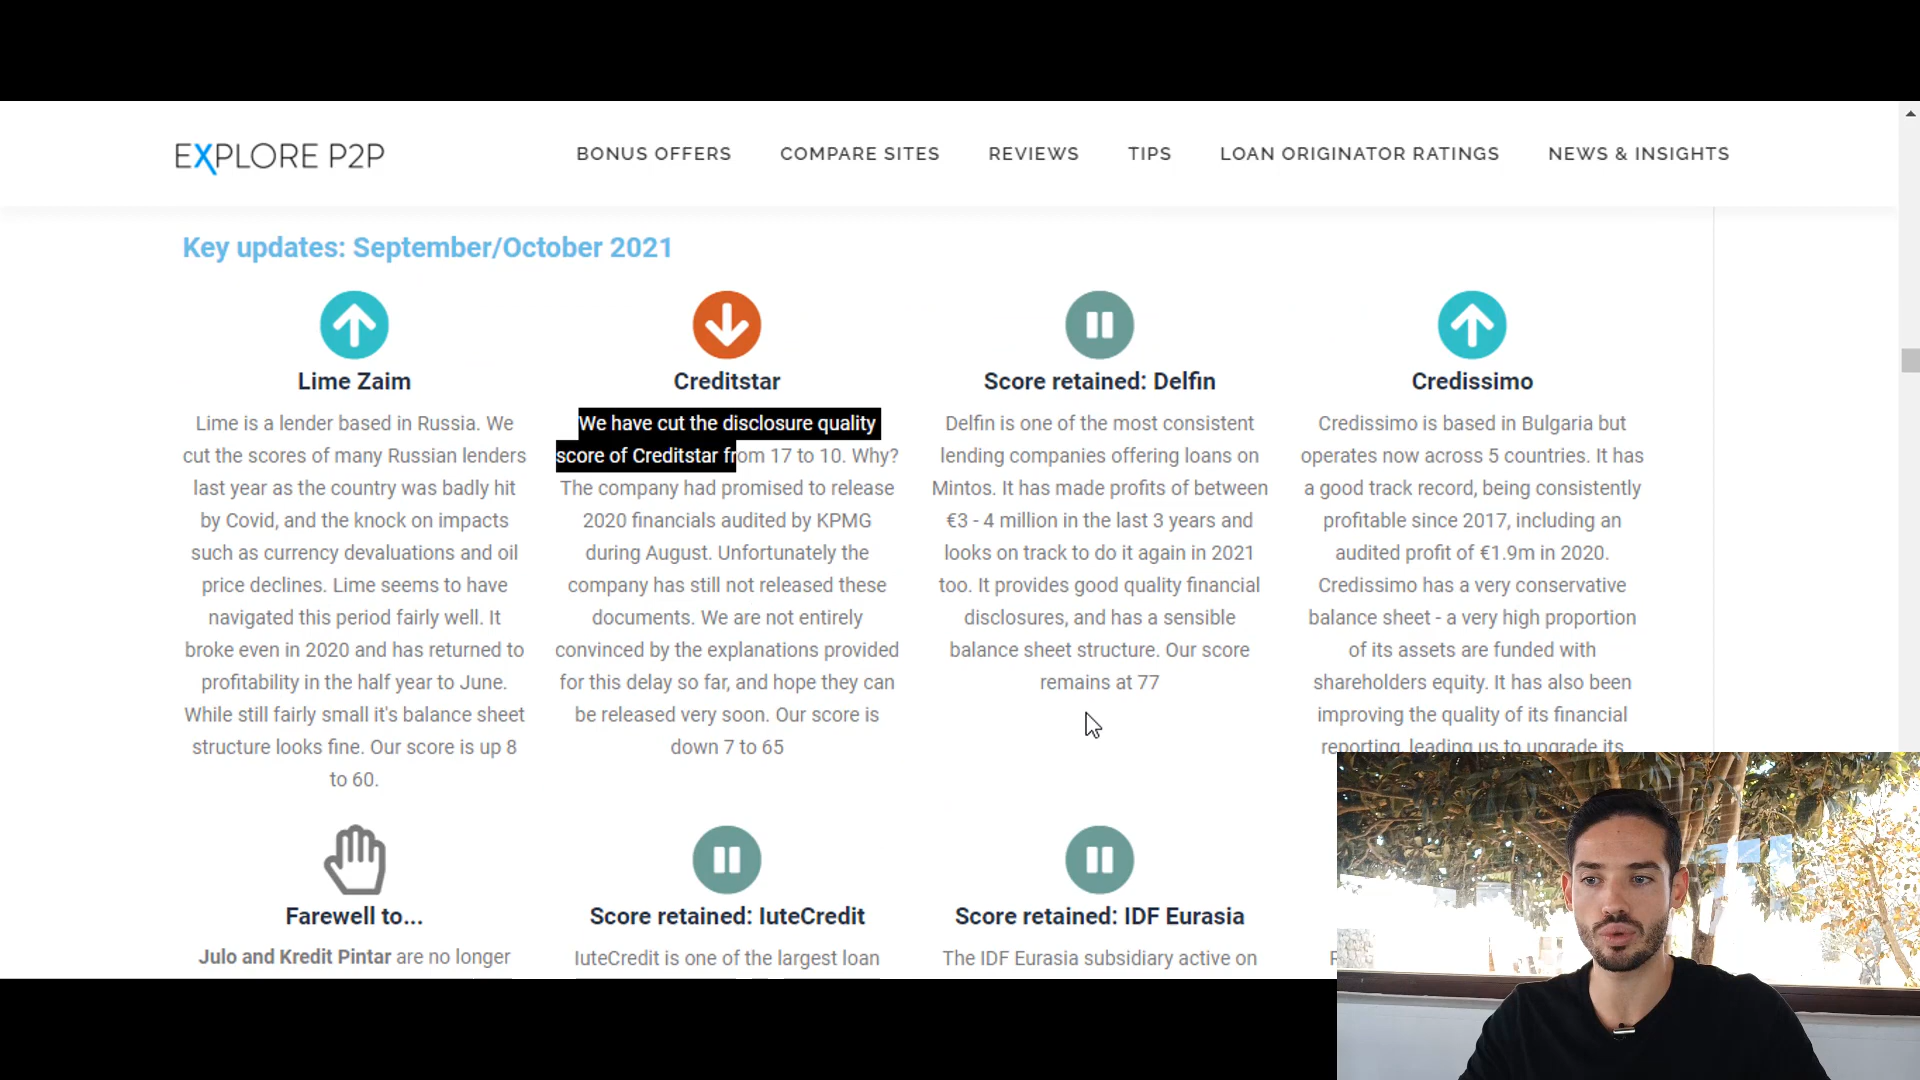 EXPLORE P2P
BONUS OFFERS
COMPARE SITES
REVIEWS
TIPS
LOAN ORIGINATOR RATINGS
NEWS & INSIGHTS
Key updates: September/October 2021
Lime Zaim
Lime is a lender based in Russia. We
cut the scores of many Russian lenders
last year as the country was badly hit
by Covid, and the knock on impacts
such as currency devaluations and oil
price declines. Lime seems to have
navigated this period fairly well. It
broke even in 2020 and has returned to
profitability in the half year to June.
While still fairly small it's balance sheet
structure looks fine. Our score is up 8
to 60.
Creditstar
We have cut the disclosure quality
score of Creditstar from 17 to 10. Why?
The company had promised to release
2020 financials audited by KPMG
during August. Unfortunately the
company has still not released these
documents. We are not entirely
convinced by the explanations provided
for this delay so far, and hope they can
be released very soon. Our score is
down 7 to 65
Score retained: Delfin
Delfin is one of the most consistent
lending companies offering loans on
Mintos. It has made profits of between
€3 - 4 million in the last 3 years and
looks on track to do it again in 2021
too. It provides good quality financial
disclosures, and has a sensible
balance sheet structure. Our score
remains at 77
Credissimo
Credissimo is based in Bulgaria but
operates now across 5 countries. It has
a good track record, being consistently
profitable since 2017, including an
audited profit of €1.9m in 2020.
Credissimo has a very conservative
balance sheet - a very high proportion
of its assets are funded with
shareholders equity. It has also been
improving the quality of its financial
reporting, leading us to upgrade its
Farewell to...
Julo and Kredit Pintar are no longer
Score retained: IuteCredit
IuteCredit is one of the largest loan
Score retained: IDF Eurasia
The IDF Eurasia subsidiary active on